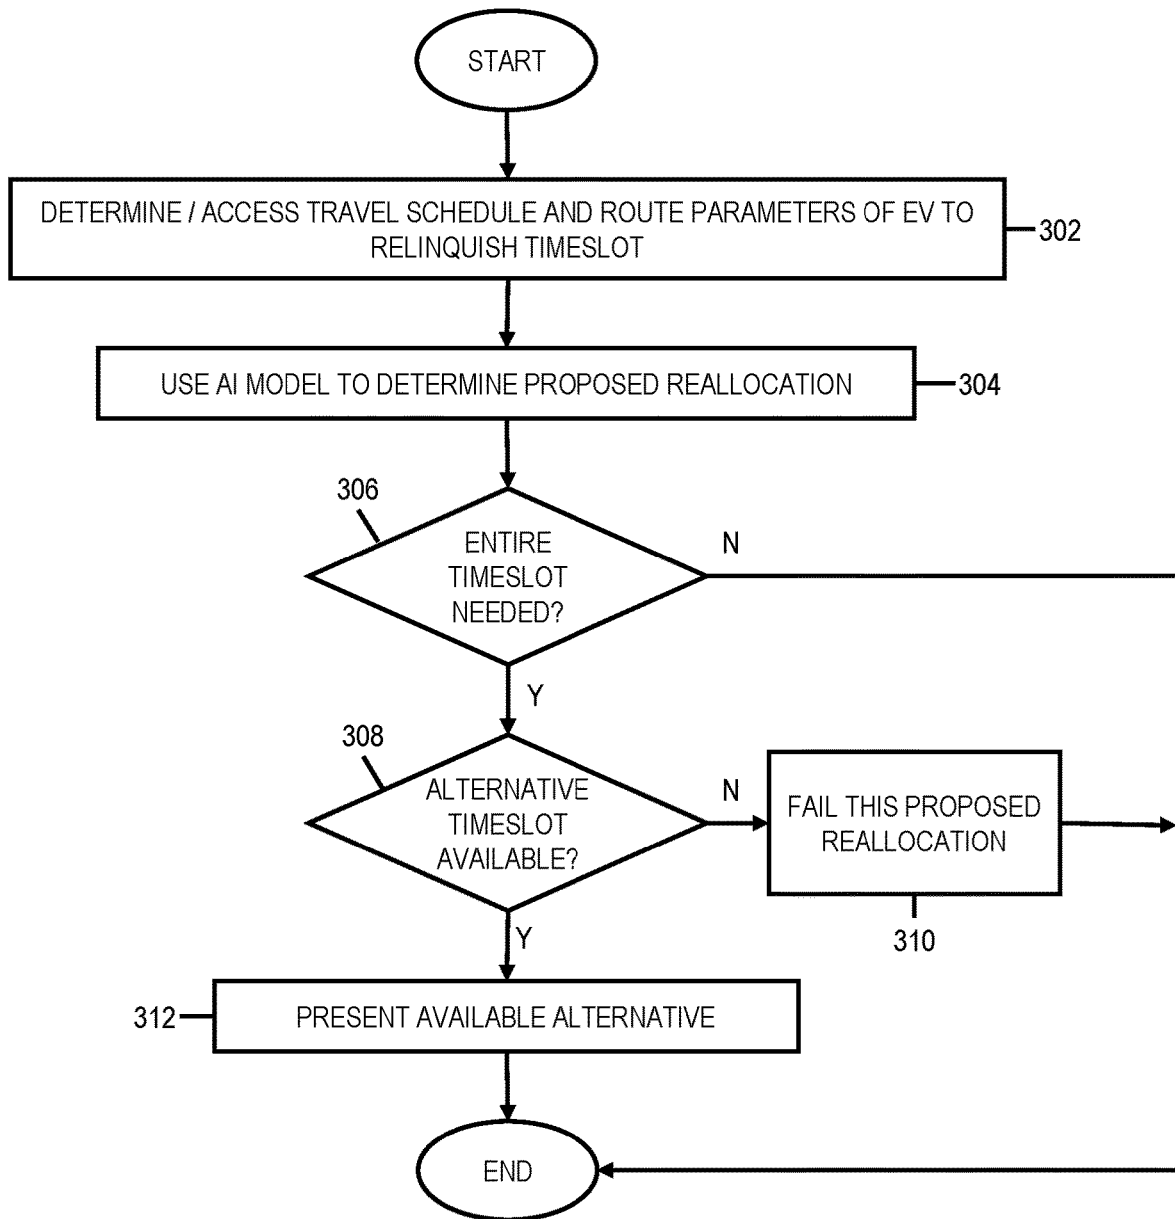 START
DETERMINE / ACCESS TRAVEL SCHEDULE AND ROUTE PARAMETERS OF EV TO
RELINQUISH TIMESLOT
302
USE AI MODEL TO DETERMINE PROPOSED REALLOCATION
304
306
ENTIRE
TIMESLOT
NEEDED?
N
Y
308
ALTERNATIVE
TIMESLOT
AVAILABLE?
N
FAIL THIS PROPOSED
REALLOCATION
310
Y
312
PRESENT AVAILABLE ALTERNATIVE
END